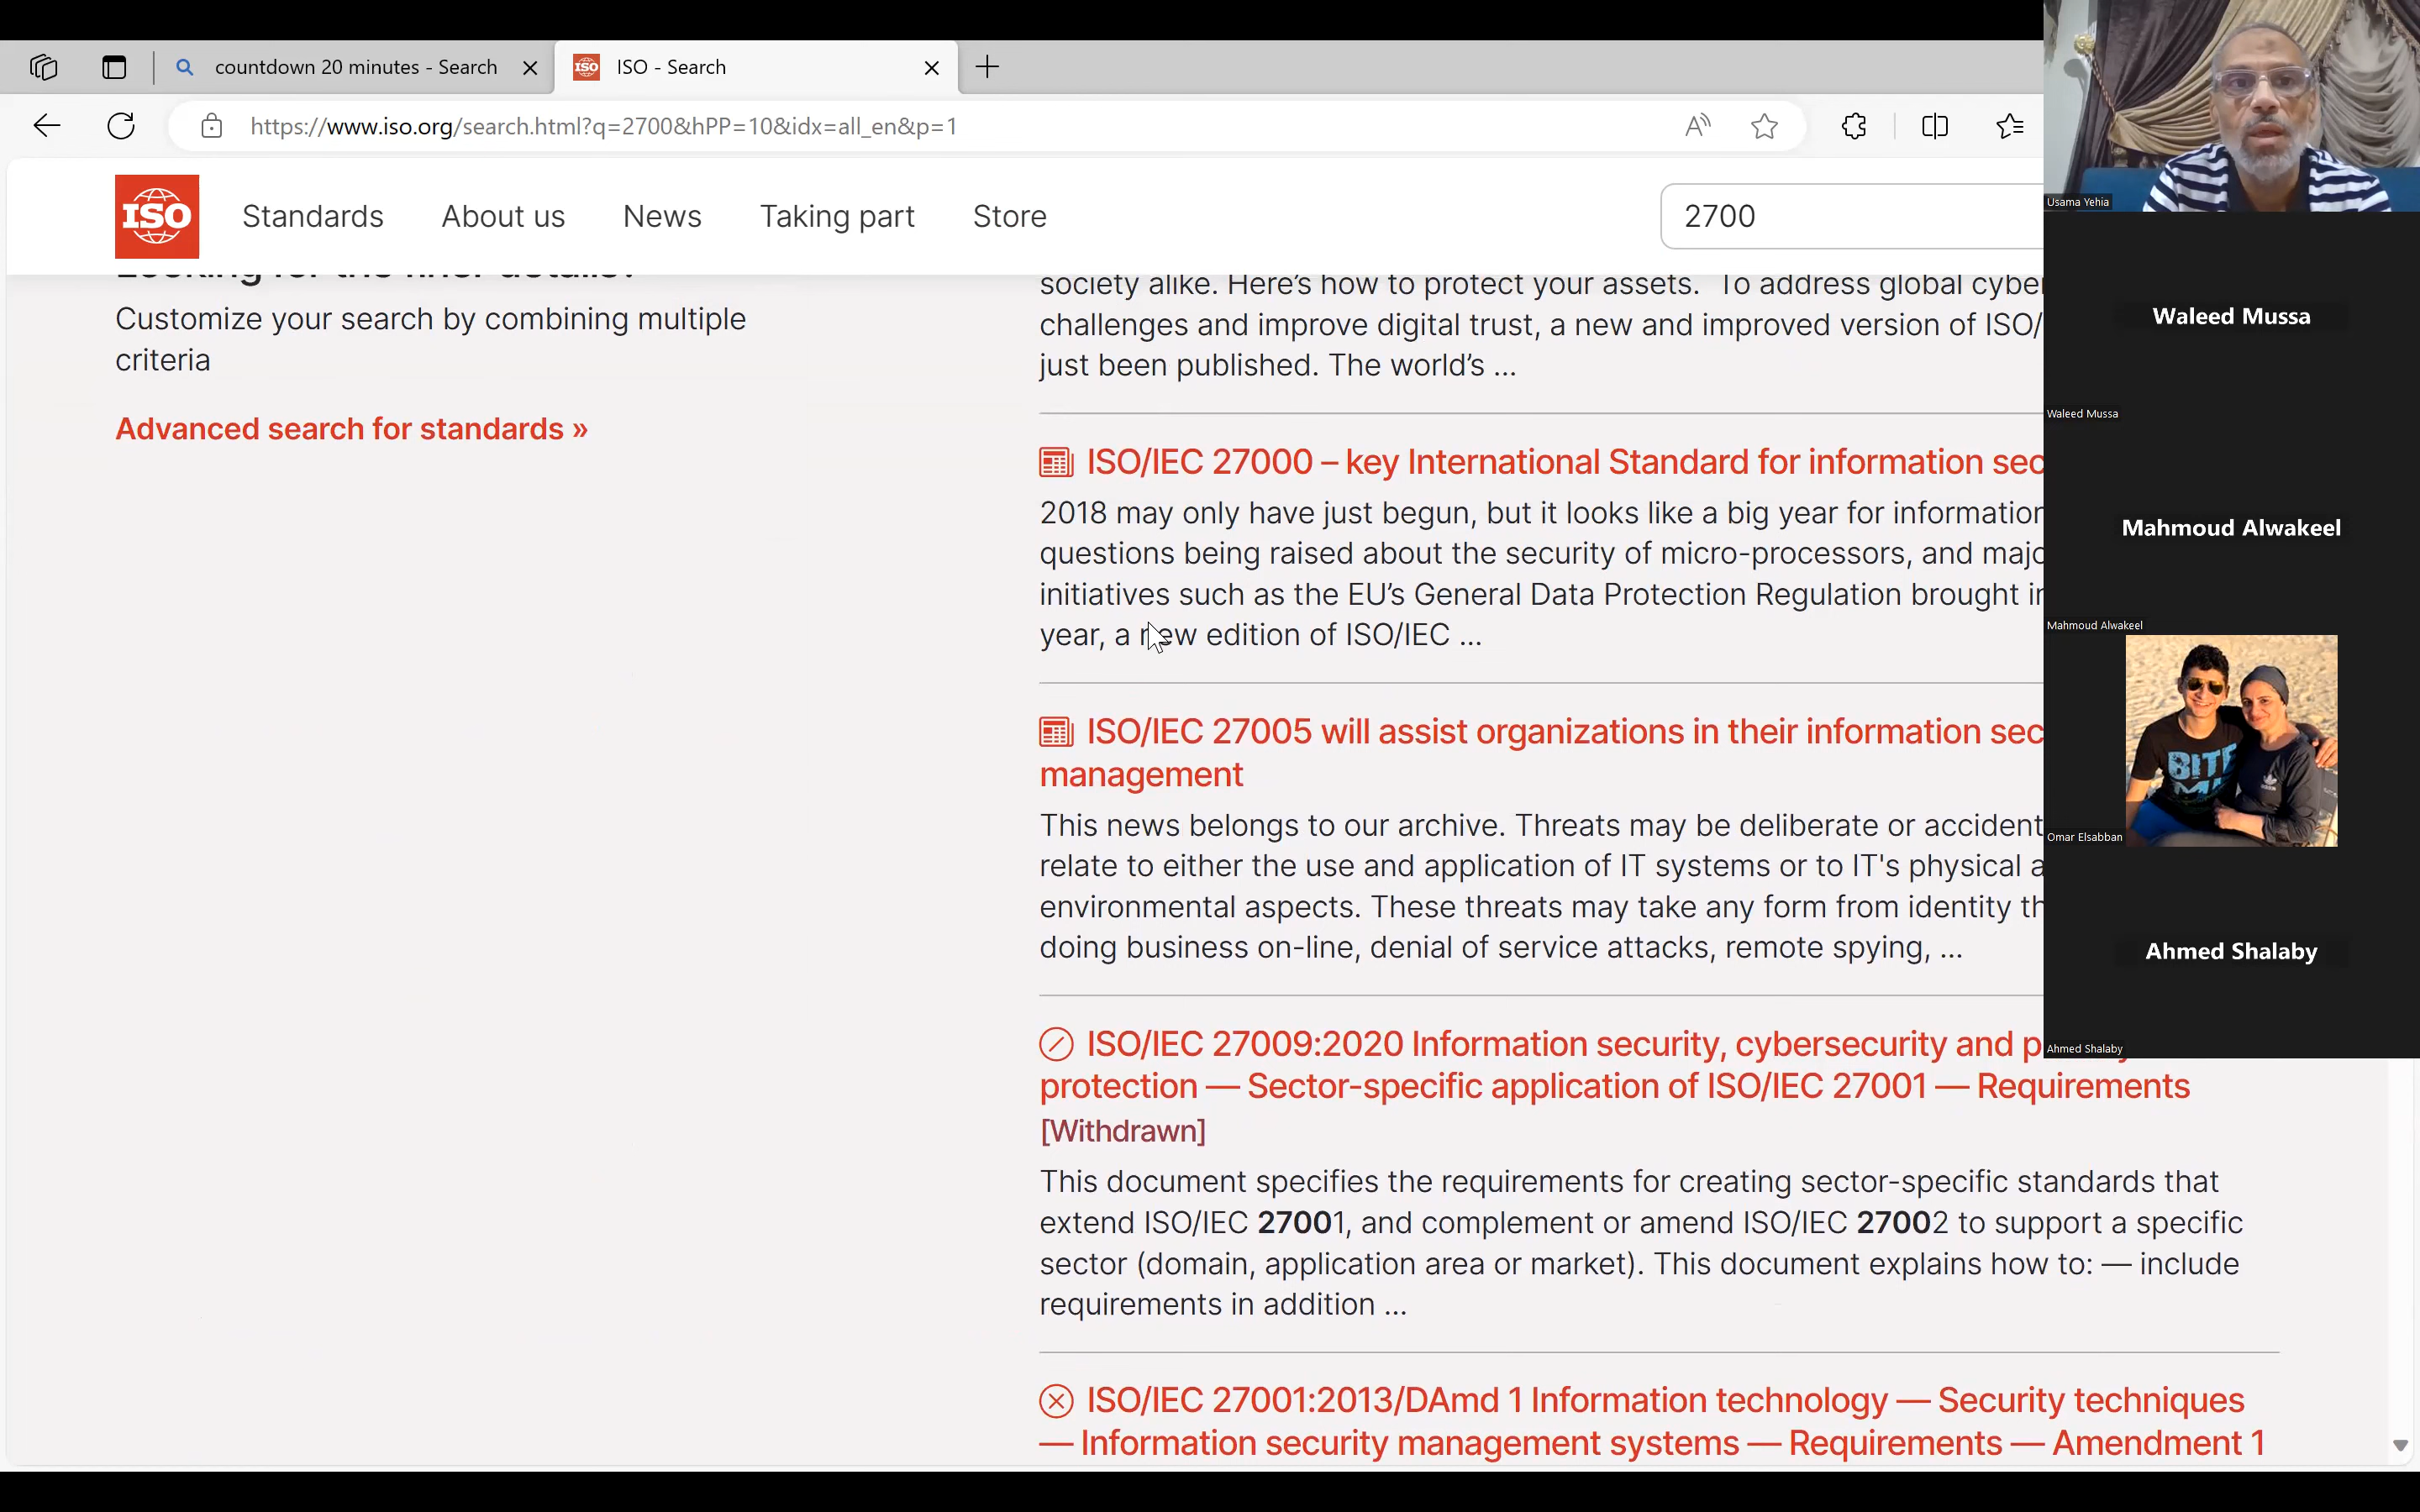 countdown 20 minutes - Search
ISO - Search
https://www.iso.org/search.html?q=2700&hPP=10&idx=all_en&p=1
ISO
Standards
About us
News
Taking part
Store
2700
Customize your search by combining multiple
criteria
Advanced search for standards »
society alike. Here's how to protect your assets. To address global cyber
challenges and improve digital trust, a new and improved version of ISO/
just been published. The world's ...
ISO/IEC 27000 – key International Standard for information sec
2018 may only have just begun, but it looks like a big year for information
questions being raised about the security of micro-processors, and majo
initiatives such as the EU's General Data Protection Regulation brought in
year, a new edition of ISO/IEC ...
ISO/IEC 27005 will assist organizations in their information sec
management
This news belongs to our archive. Threats may be deliberate or accident
relate to either the use and application of IT systems or to IT's physical a
environmental aspects. These threats may take any form from identity th
doing business on-line, denial of service attacks, remote spying, ...
ISO/IEC 27009:2020 Information security, cybersecurity and p
protection — Sector-specific application of ISO/IEC 27001 — Requirements
[Withdrawn]
This document specifies the requirements for creating sector-specific standards that
extend ISO/IEC 27001, and complement or amend ISO/IEC 27002 to support a specific
sector (domain, application area or market). This document explains how to: — include
requirements in addition ...
ISO/IEC 27001:2013/DAmd 1 Information technology — Security techniques
— Information security management systems — Requirements — Amendment 1
Usama Yehia
Waleed Mussa
Waleed Mussa
Mahmoud Alwakeel
Mahmoud Alwakeel
BITE
Omar Elsabban
Ahmed Shalaby
Ahmed Shalaby